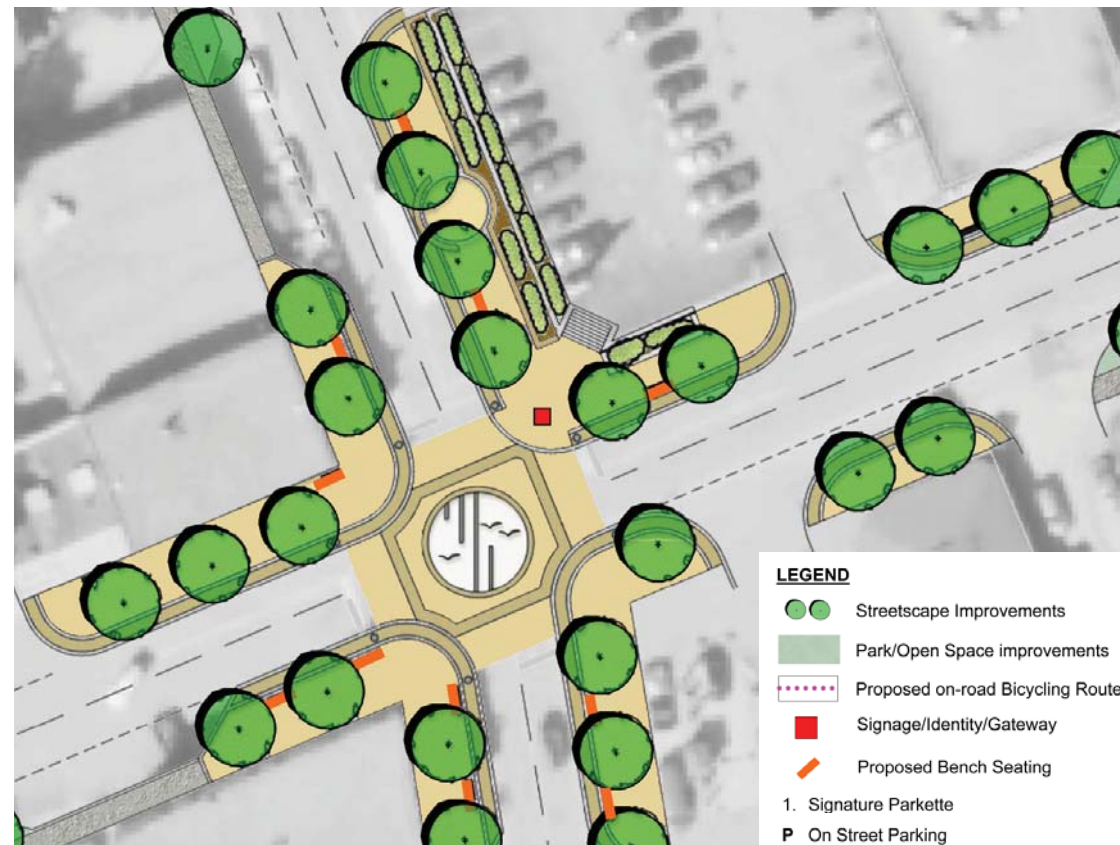 LEGEND
Streetscape Improvements
Park/Open Space improvements
Proposed on-road Bicycling Route
Signage/Identity/Gateway
Proposed Bench Seating
1. Signature Parkette
P On Street Parking